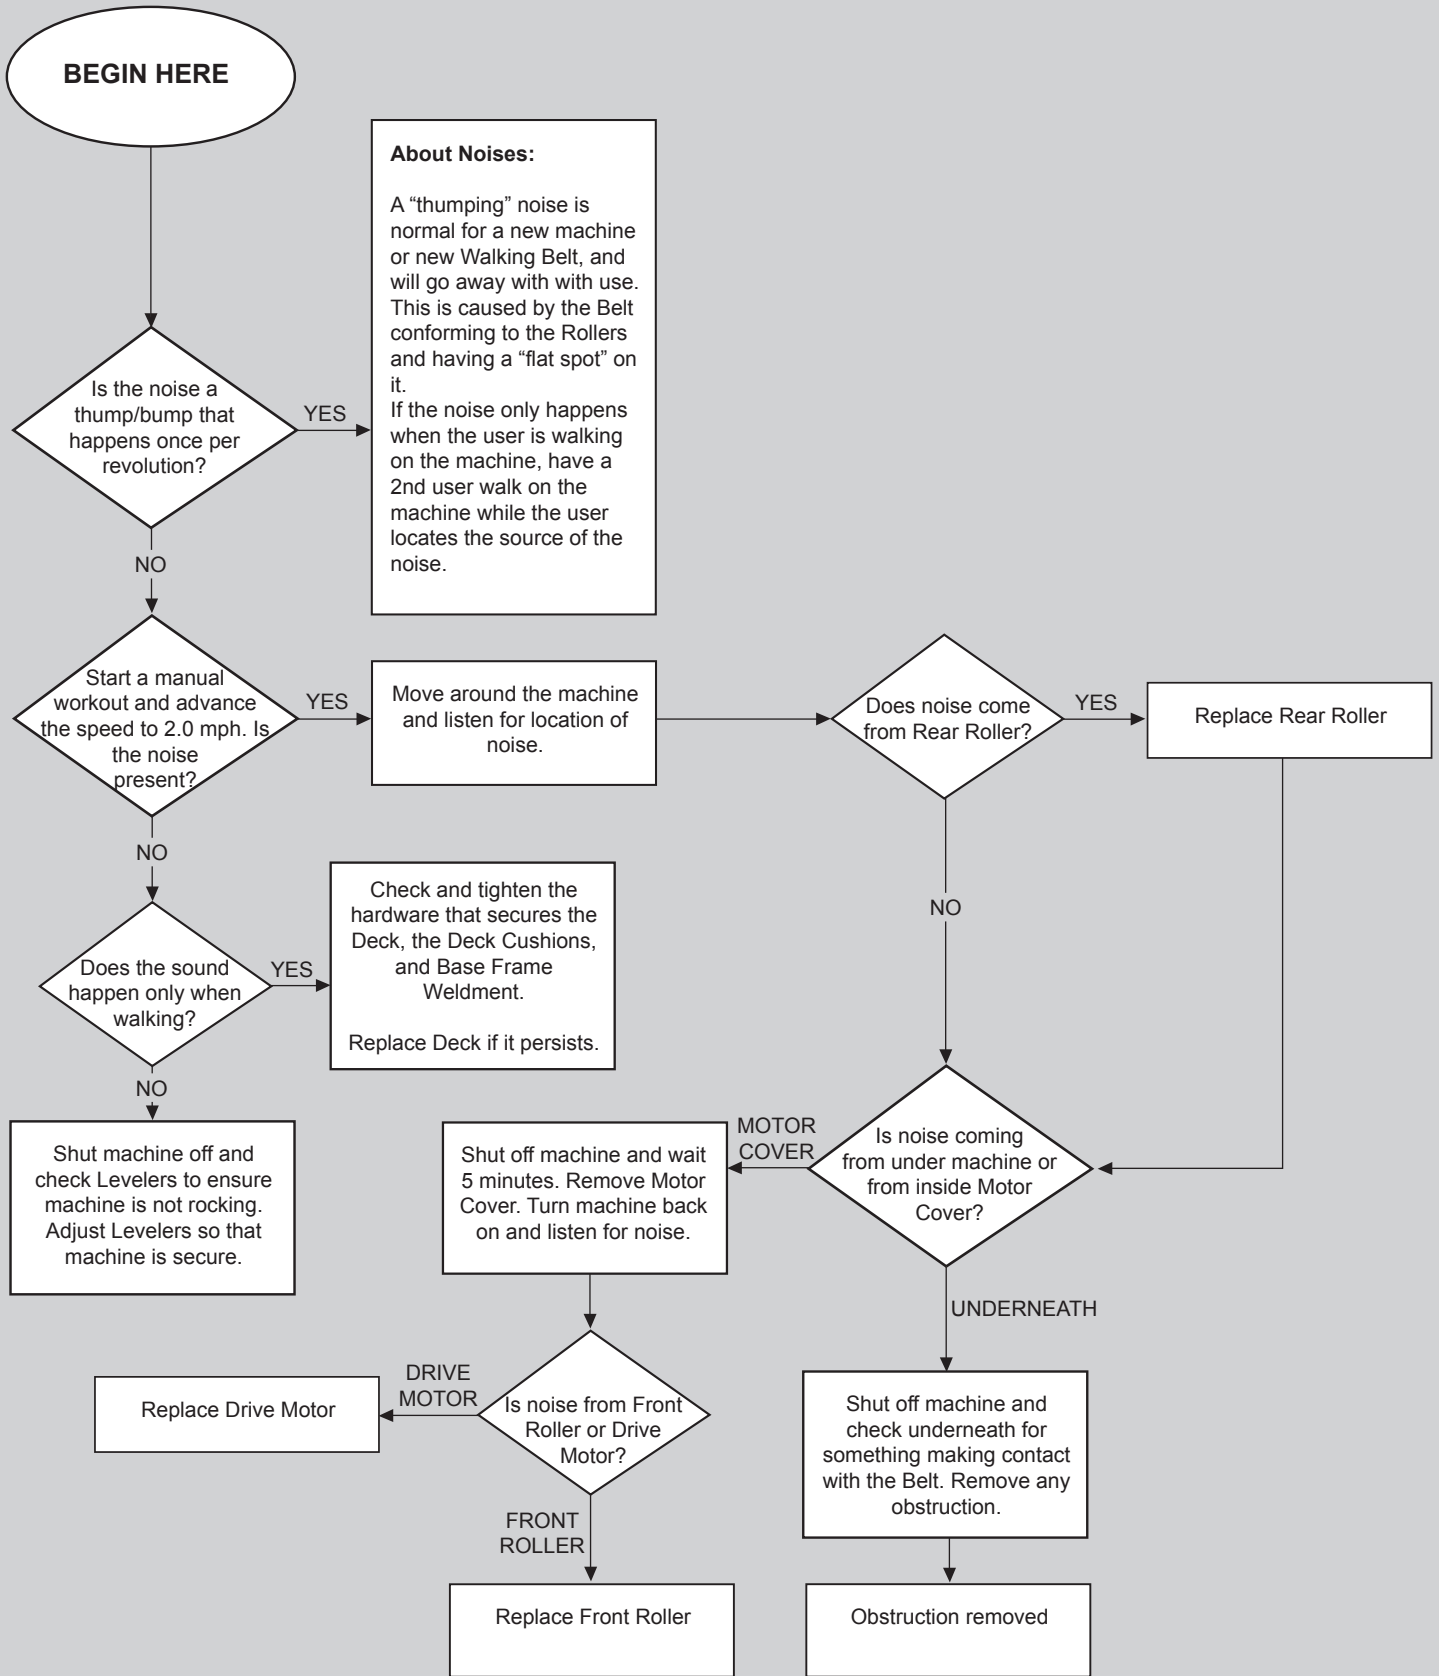 BEGIN HERE
About Noises:
A “thumping” noise is
normal for a new machine
or new Walking Belt, and
will go away with with use.
This is caused by the Belt
conforming to the Rollers
and having a “flat spot” on
it.
If the noise only happens
when the user is walking
on the machine, have a
2nd user walk on the
machine while the user
locates the source of the
noise.
Is the noise a
thump/bump that
happens once per
revolution?
YES
NO
Start a manual
workout and advance
the speed to 2.0 mph. Is
the noise
present?
YES
Move around the machine
and listen for location of
noise.
Does noise come
from Rear Roller?
YES
Replace Rear Roller
NO
NO
Does the sound
happen only when
walking?
YES
Check and tighten the
hardware that secures the
Deck, the Deck Cushions,
and Base Frame
Weldment.
Replace Deck if it persists.
NO
Shut machine off and
check Levelers to ensure
machine is not rocking.
Adjust Levelers so that
machine is secure.
Is noise coming
from under machine or
from inside Motor
Cover?
MOTOR
COVER
Shut off machine and wait
5 minutes. Remove Motor
Cover. Turn machine back
on and listen for noise.
UNDERNEATH
Is noise from Front
Roller or Drive
Motor?
DRIVE
MOTOR
Replace Drive Motor
Shut off machine and
check underneath for
something making contact
with the Belt. Remove any
obstruction.
FRONT
ROLLER
Replace Front Roller
Obstruction removed